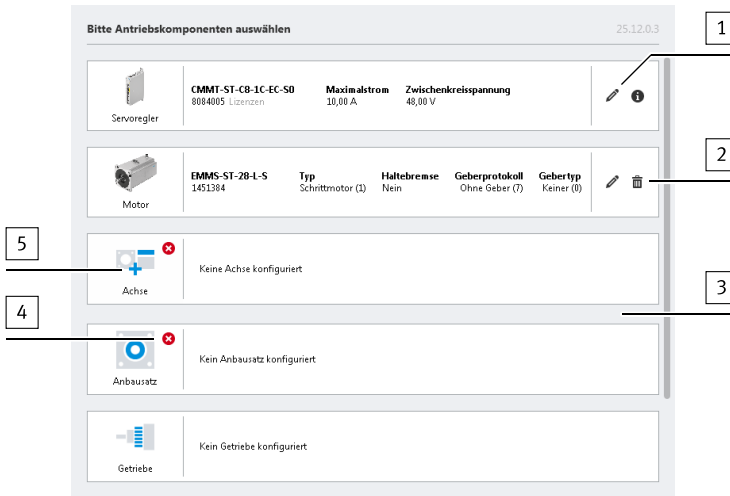 Bitte Antriebskomponenten auswählen 25.12.0.3
1
CMMT-ST-C8-1C-EC-S0 Maximalstrom Zwischenkreisspannung
8084005 Lizenzen 10,00 A 48,00 V
Servoregler
2
EMMS-ST-28-L-S Typ Haltebremse Geberprotokoll Gebertyp
1451384 Schrittmotor (1) Nein Ohne Geber (7) Keiner (0)
Motor
5
Keine Achse konfiguriert
Achse
3
4
Kein Anbausatz konfiguriert
Anbausatz
Kein Getriebe konfiguriert
Getriebe